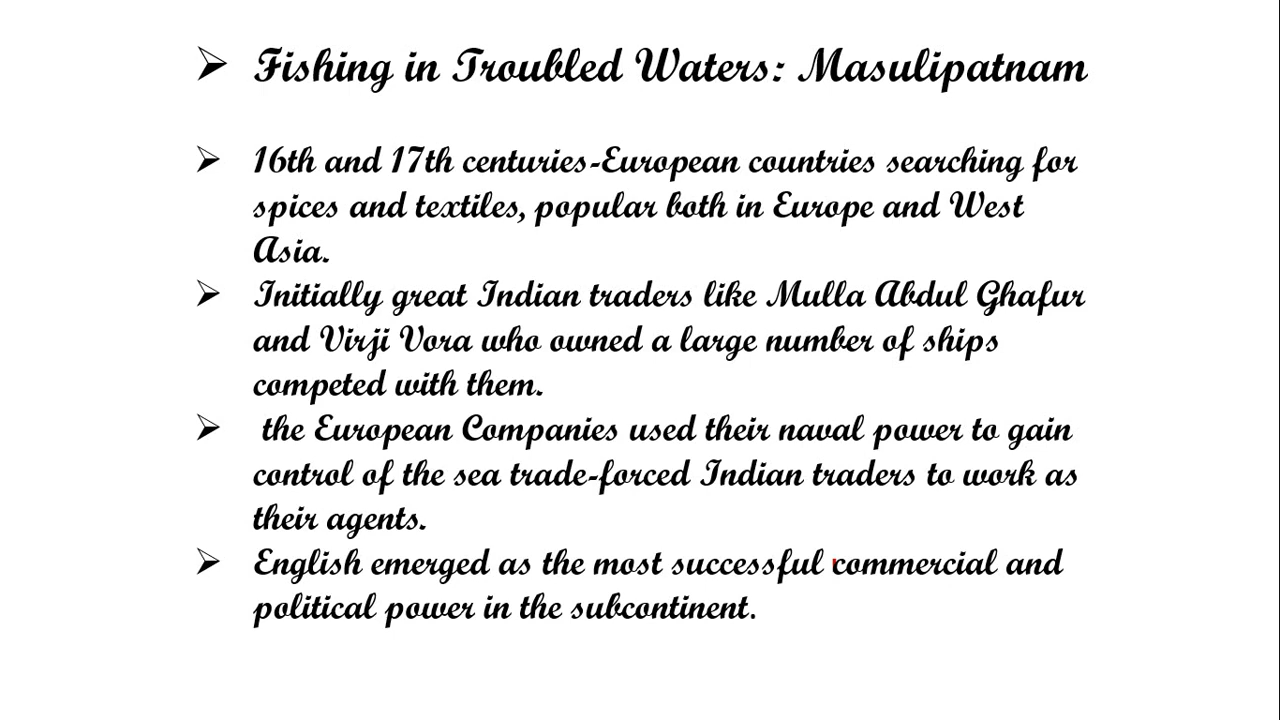 Fishing in Troubled Waters: Masulipatnam
16th and 17th centuries-European countries searching for
spices and textiles, popular both in Europe and West
Asia.
Initially great Indian traders like Mulla Abdul Ghafur
and Virji Vora who owned a large number of ships
competed with them.
the European Companies used their naval power to gain
control of the sea trade-forced Indian traders to work as
their agents.
English emerged as the most successful commercial and
political power in the subcontinent.